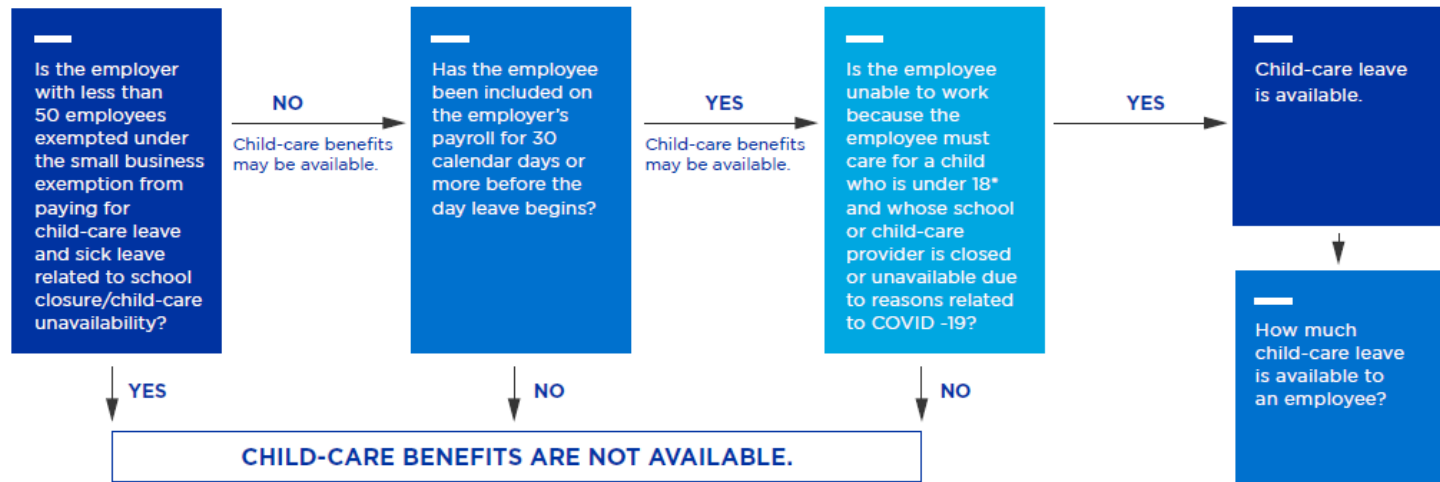 Is the employer
with less than
50 employees
exempted under
the small business
exemption from
paying for
child-care leave
and sick leave
related to school
closure/child-care
unavailability?
NO
Child-care benefits
may be available.
Has the employee
been included on
the employer's
payroll for 30
calendar days or
more before the
day leave begins?
YES
Child-care benefits
may be available.
Is the employee
unable to work
because the
employee must
care for a child
who is under 18*
and whose school
or child-care
provider is closed
or unavailable due
to reasons related
to COVID -19?
YES
Child-care leave
is available.
How much
child-care leave
is available to
an employee?
YES
NO
NO
CHILD-CARE BENEFITS ARE NOT AVAILABLE.